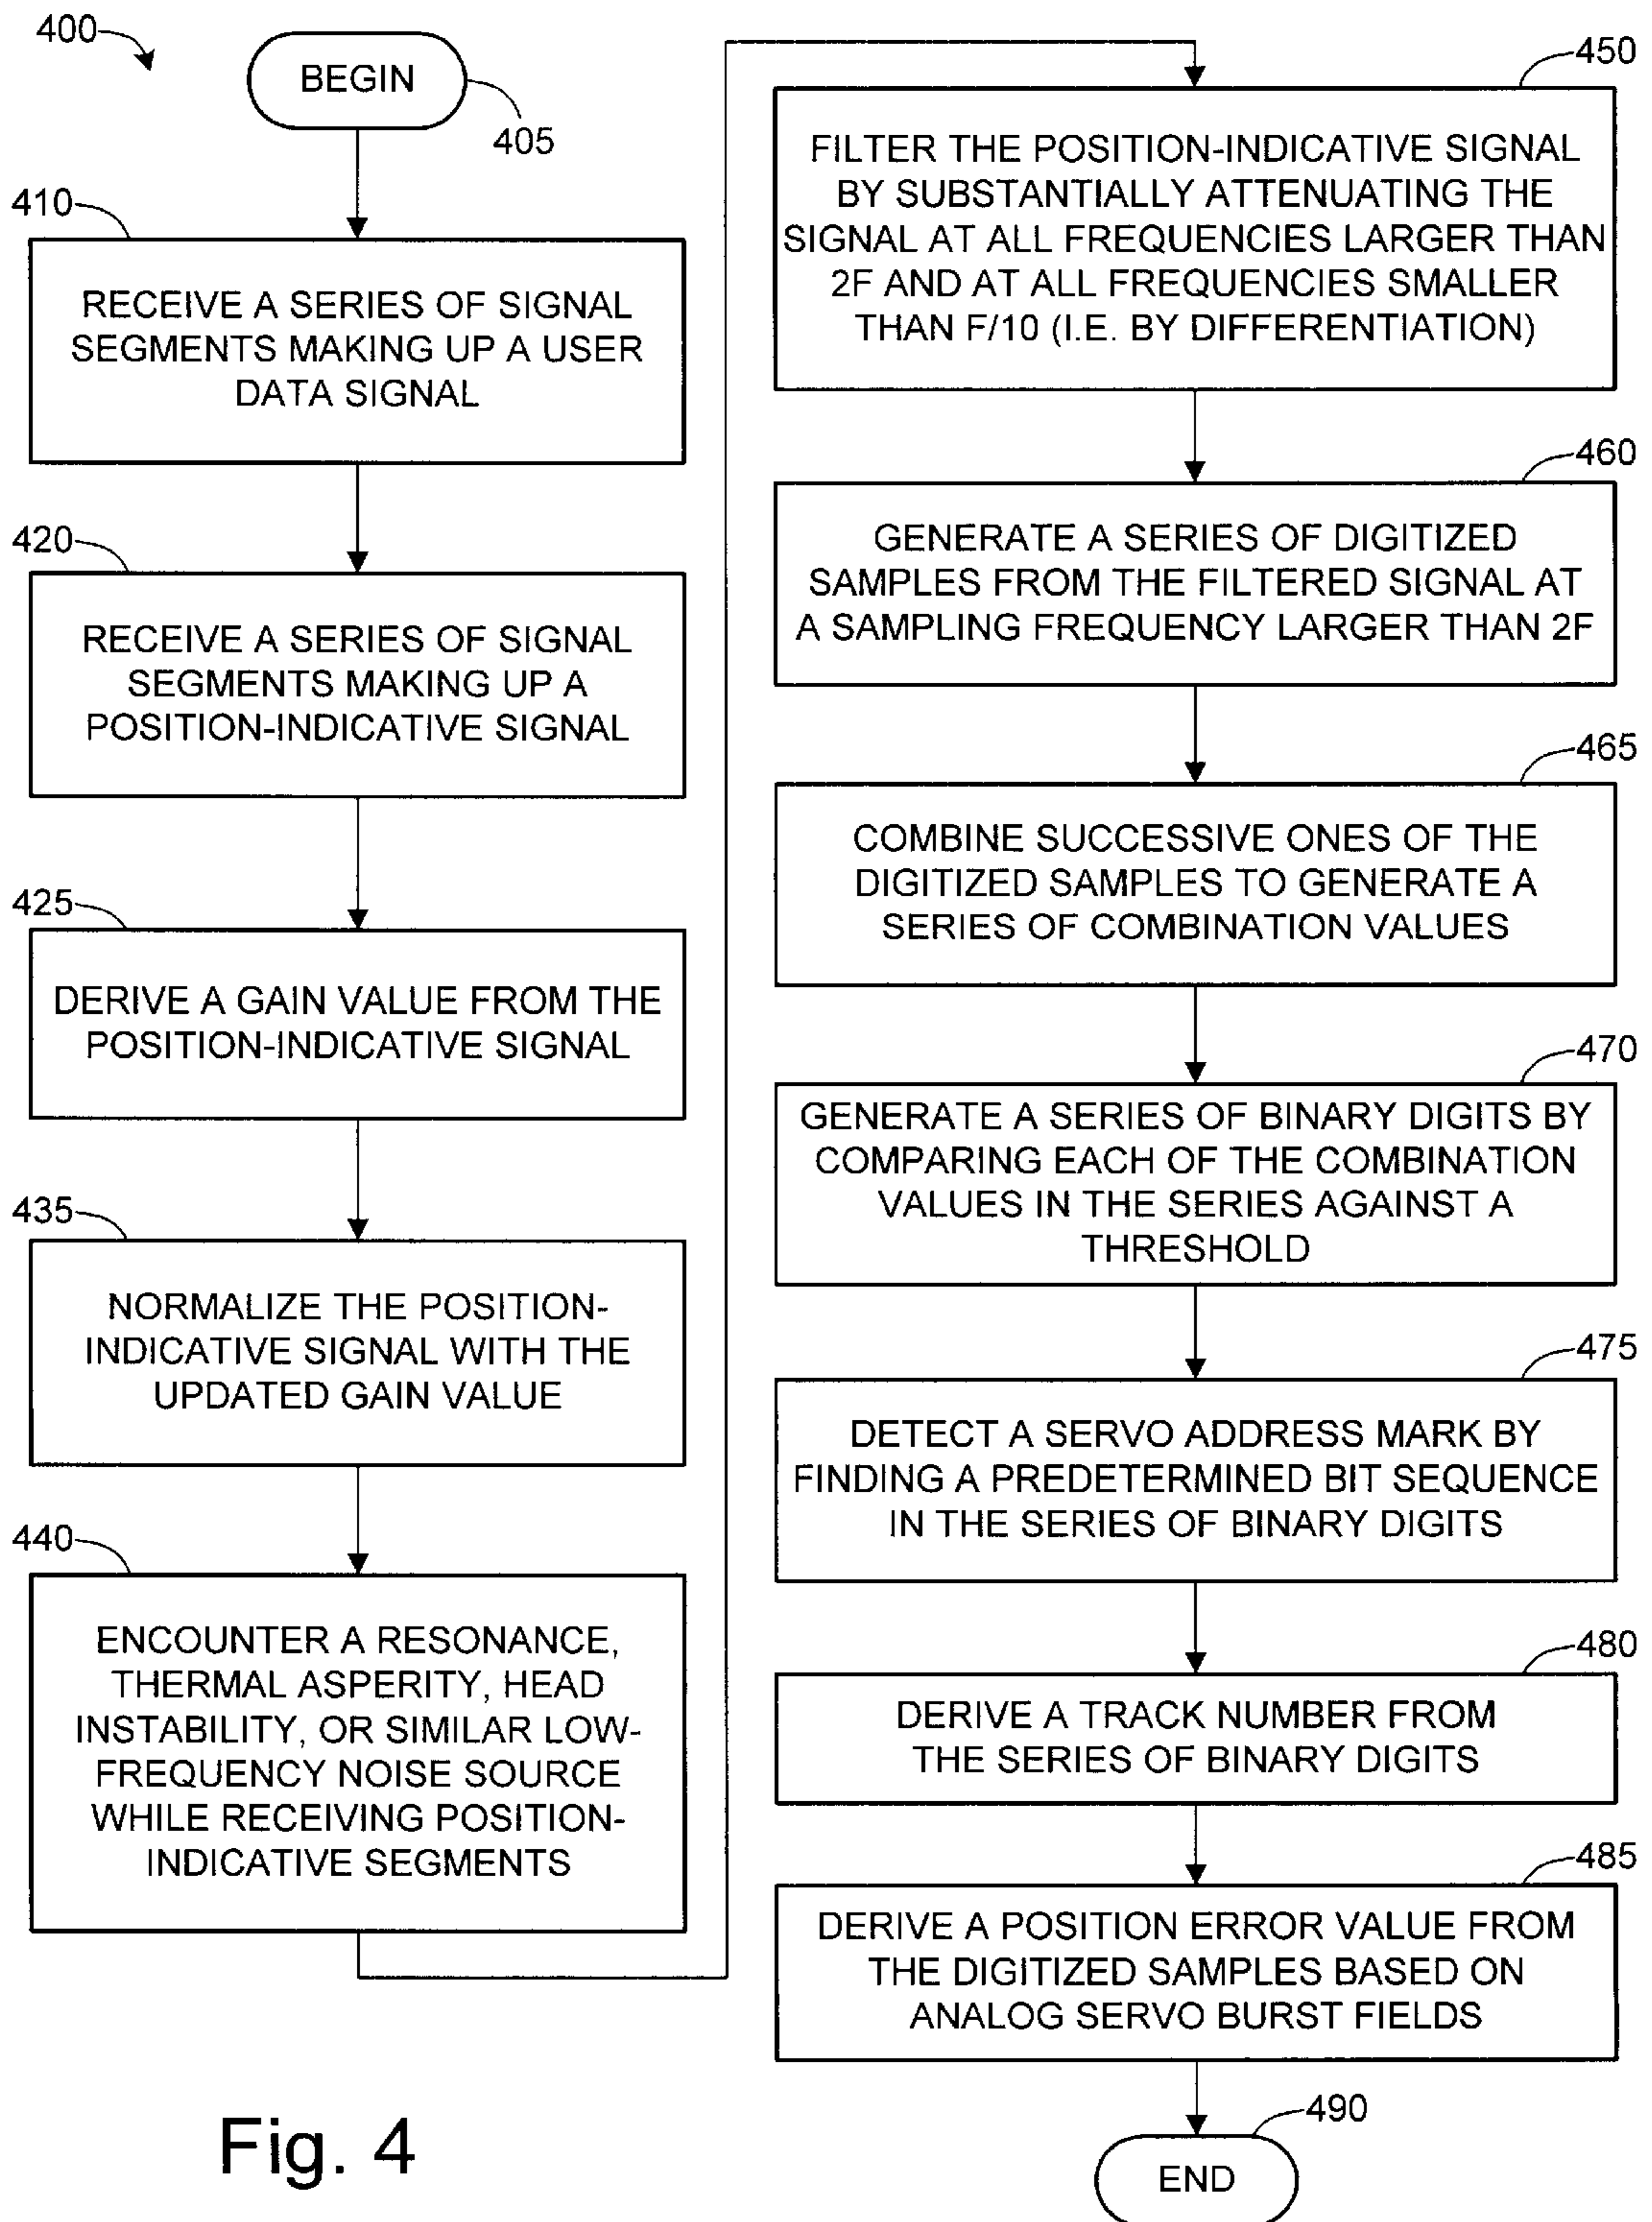 400
BEGIN
405
410
RECEIVE A SERIES OF SIGNAL
SEGMENTS MAKING UP A USER
DATA SIGNAL
420
RECEIVE A SERIES OF SIGNAL
SEGMENTS MAKING UP A
POSITION-INDICATIVE SIGNAL
425
DERIVE A GAIN VALUE FROM THE
POSITION-INDICATIVE SIGNAL
435
NORMALIZE THE POSITION-
INDICATIVE SIGNAL WITH THE
UPDATED GAIN VALUE
440
ENCOUNTER A RESONANCE,
THERMAL ASPERITY, HEAD
INSTABILITY, OR SIMILAR LOW-
FREQUENCY NOISE SOURCE
WHILE RECEIVING POSITION-
INDICATIVE SEGMENTS
450
FILTER THE POSITION-INDICATIVE SIGNAL
BY SUBSTANTIALLY ATTENUATING THE
SIGNAL AT ALL FREQUENCIES LARGER THAN
2F AND AT ALL FREQUENCIES SMALLER
THAN F/10 (I.E. BY DIFFERENTIATION)
460
GENERATE A SERIES OF DIGITIZED
SAMPLES FROM THE FILTERED SIGNAL AT
A SAMPLING FREQUENCY LARGER THAN 2F
465
COMBINE SUCCESSIVE ONES OF THE
DIGITIZED SAMPLES TO GENERATE A
SERIES OF COMBINATION VALUES
470
GENERATE A SERIES OF BINARY DIGITS BY
COMPARING EACH OF THE COMBINATION
VALUES IN THE SERIES AGAINST A
THRESHOLD
475
DETECT A SERVO ADDRESS MARK BY
FINDING A PREDETERMINED BIT SEQUENCE
IN THE SERIES OF BINARY DIGITS
480
DERIVE A TRACK NUMBER FROM
THE SERIES OF BINARY DIGITS
485
DERIVE A POSITION ERROR VALUE FROM
THE DIGITIZED SAMPLES BASED ON
ANALOG SERVO BURST FIELDS
490
END
Fig. 4